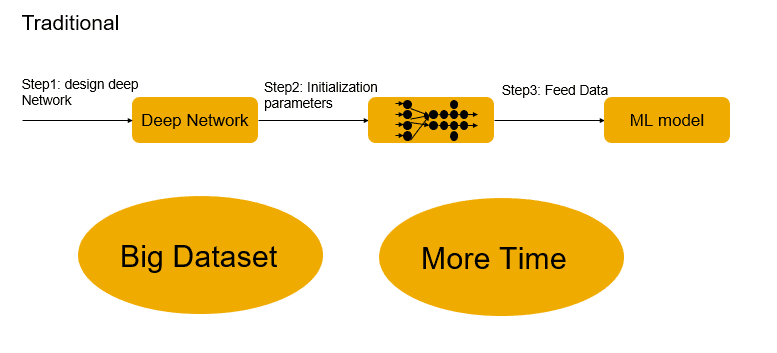 Traditional
Step1: design deep
Network
Deep Network
Step2: Initialization
parameters
Step3: Feed Data
ML model
Big Dataset
More Time